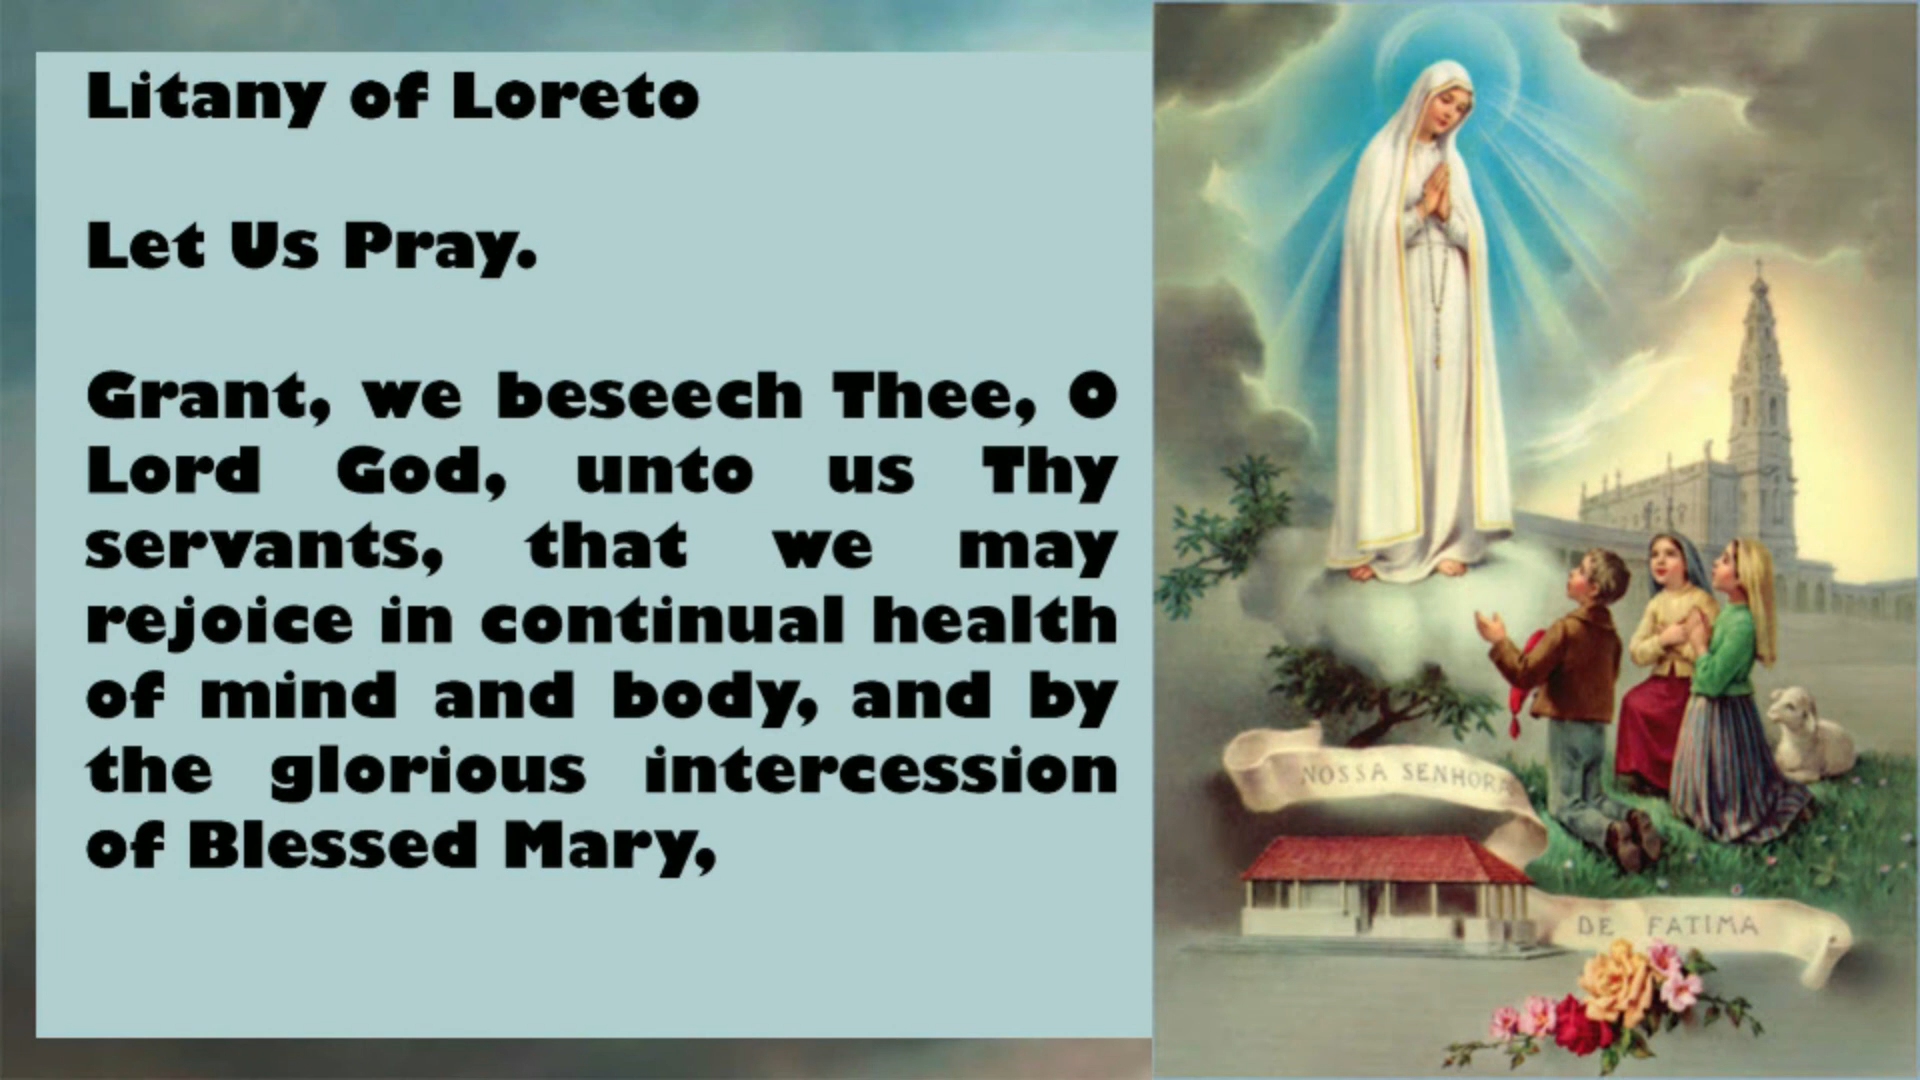 Litany of Loreto
Let Us Pray.
Grant, we beseech Thee, O
Lord God, unto us Thy
servants, that we may
rejoice in continual health
of mind and body, and by
the glorious intercession
of Blessed Mary,
NOSSA SENHORA
DE FATIMA